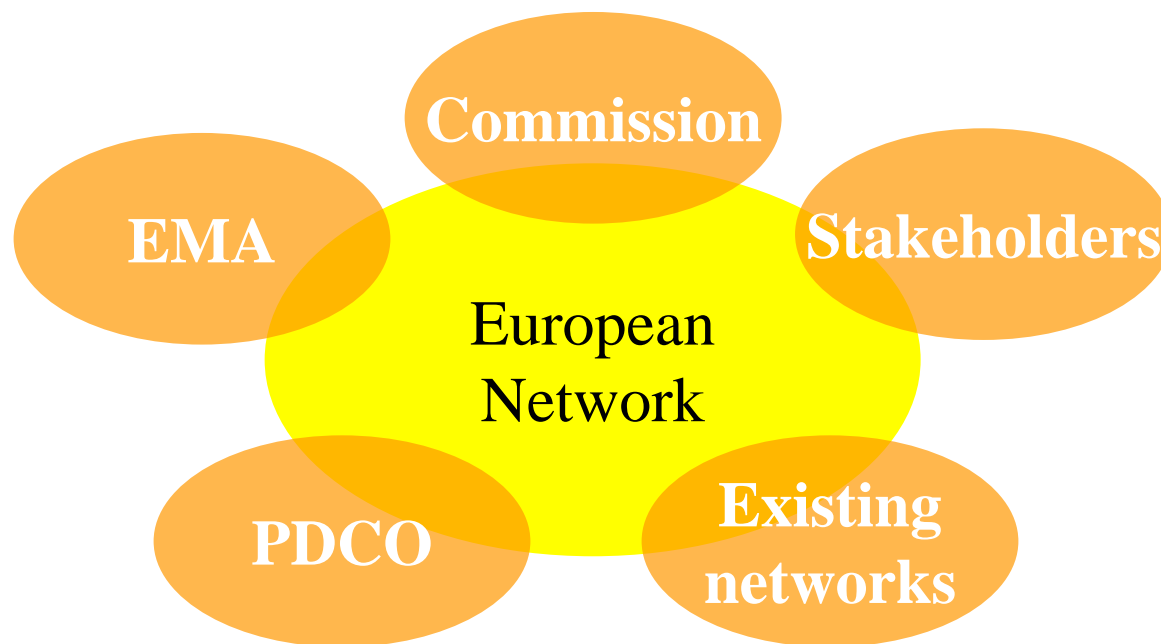 Commission
EMA
Stakeholders
European
Network
PDCO
Existing
networks